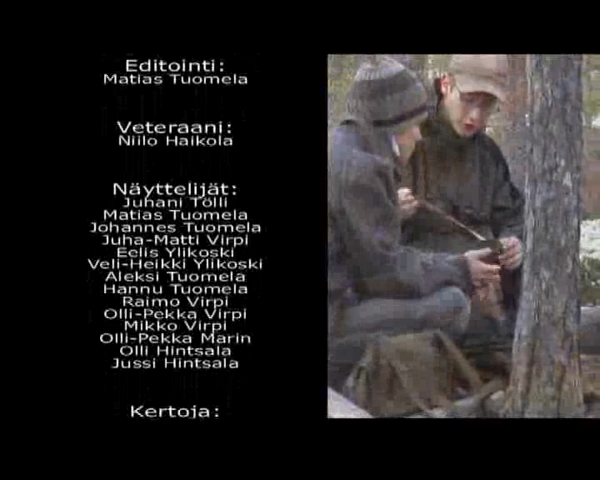 Editointi:
Matias Tuomela
Veteraani:
Niilo Haikola
Näyttelijät:
Juhani Tölli
Matias Tuomela
Johannes Tuomela
Juha-Matti Virpi
Eelis Ylikoski
Veli-Heikki Ylikoski
Aleksi Tuomela
Hannu Tuomela
Raimo Virpi
Olli-Pekka Virpi
Mikko Virpi
Olli-Pekka Marin
Olli Hintsala
Jussi Hintsala
Kertoja: